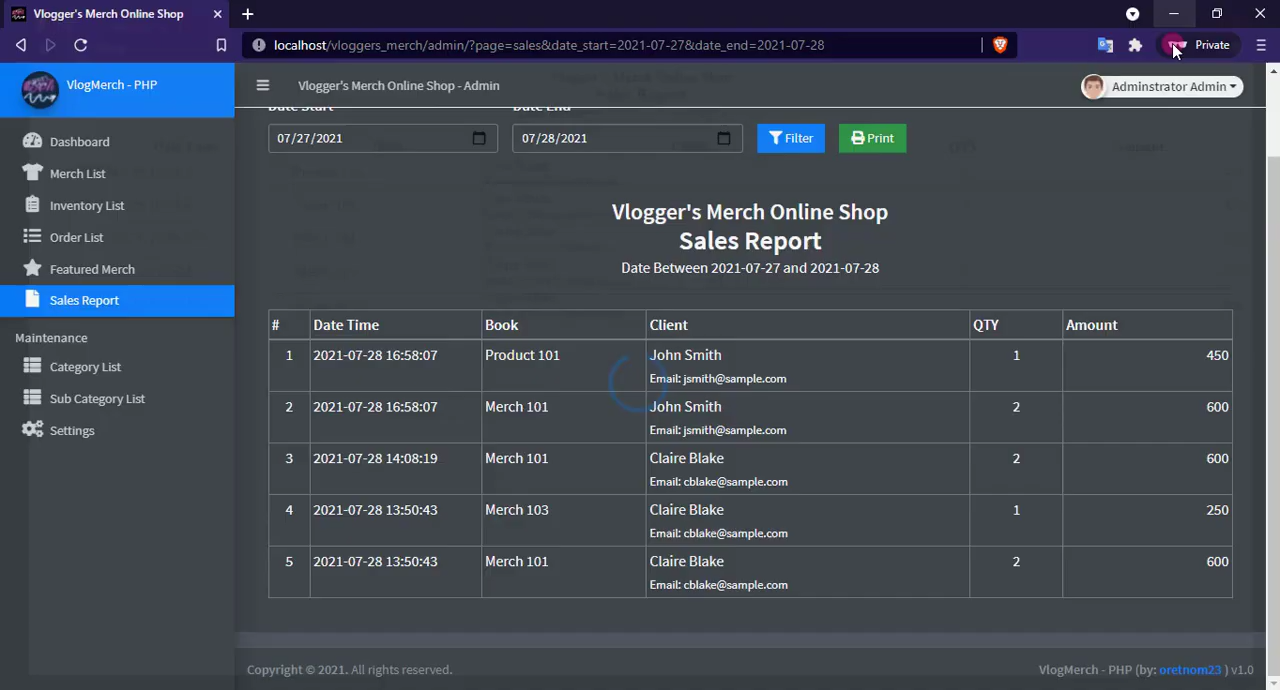 Vlogger's Merch Online Shop
localhost/vloggers_merch/admin/?page=sales&date_start=2021-07-27&date_end=2021-07-28
Private
VlogMerch - PHP
Vlogger's Merch Online Shop - Admin
Adminstrator Admin
Dashboard
Merch List
Inventory List
Order List
Featured Merch
Sales Report
Maintenance
Category List
Sub Category List
Settings
Date Start Date End
07/27/2021 07/28/2021 Filter Print
Vlogger's Merch Online Shop
Sales Report
Date Between 2021-07-27 and 2021-07-28
# Date Time Book Client QTY Amount
1 2021-07-28 16:58:07 Product 101 John Smith 1 450
Email: jsmith@sample.com
2 2021-07-28 16:58:07 Merch 101 John Smith 2 600
Email: jsmith@sample.com
3 2021-07-28 14:08:19 Merch 101 Claire Blake 2 600
Email: cblake@sample.com
4 2021-07-28 13:50:43 Merch 103 Claire Blake 1 250
Email: cblake@sample.com
5 2021-07-28 13:50:43 Merch 101 Claire Blake 2 600
Email: cblake@sample.com
Copyright © 2021. All rights reserved. VlogMerch - PHP (by: oretnom23 ) v1.0